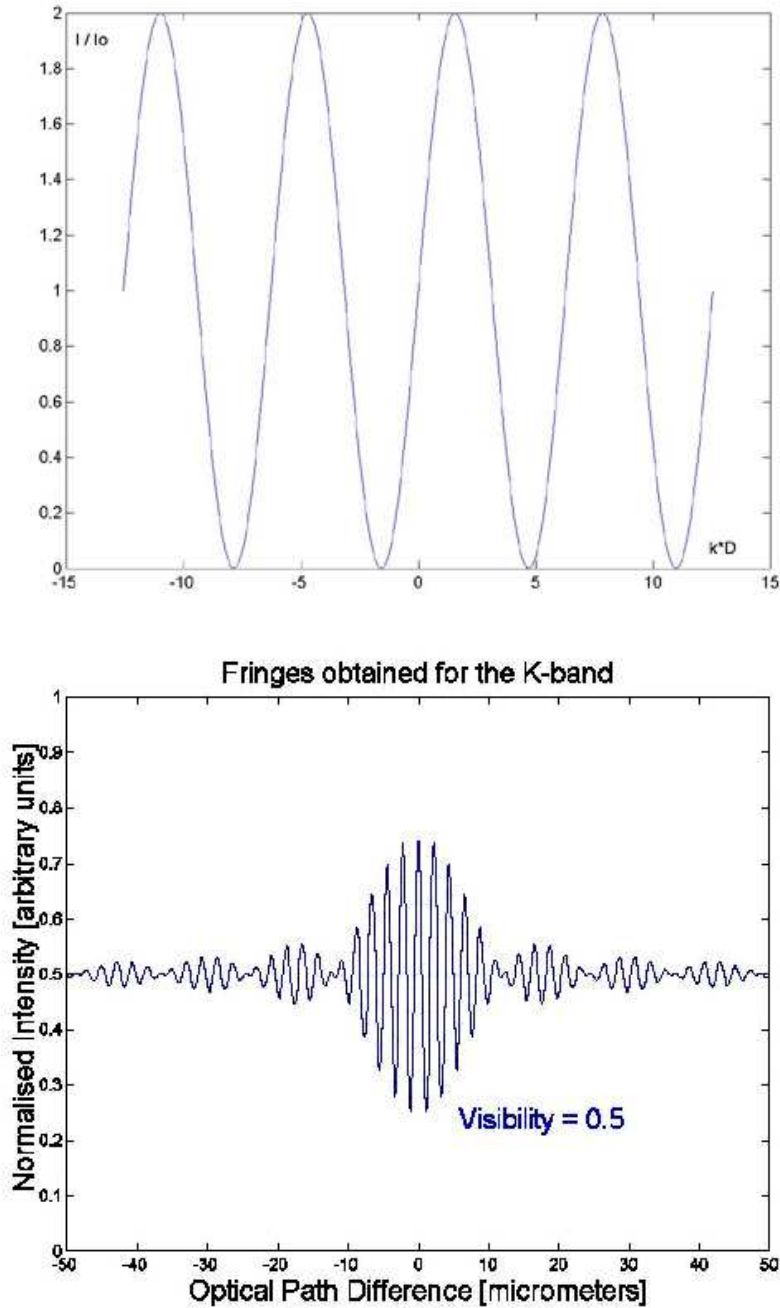 2
I / Io
1.8
1.6
1.4
1.2
1
0.8
0.6
0.4
0.2
k*D
0
-15 -10 -5 0 5 10 15
Fringes obtained for the K-band
1
0.9
0.8
0.7
0.6
0.5
0.4
0.3
0.2
0.1
0
Normalised Intensity [arbitrary units]
Visibility = 0.5
-50 -40 -30 -20 -10 0 10 20 30 40 50
Optical Path Difference [micrometers]